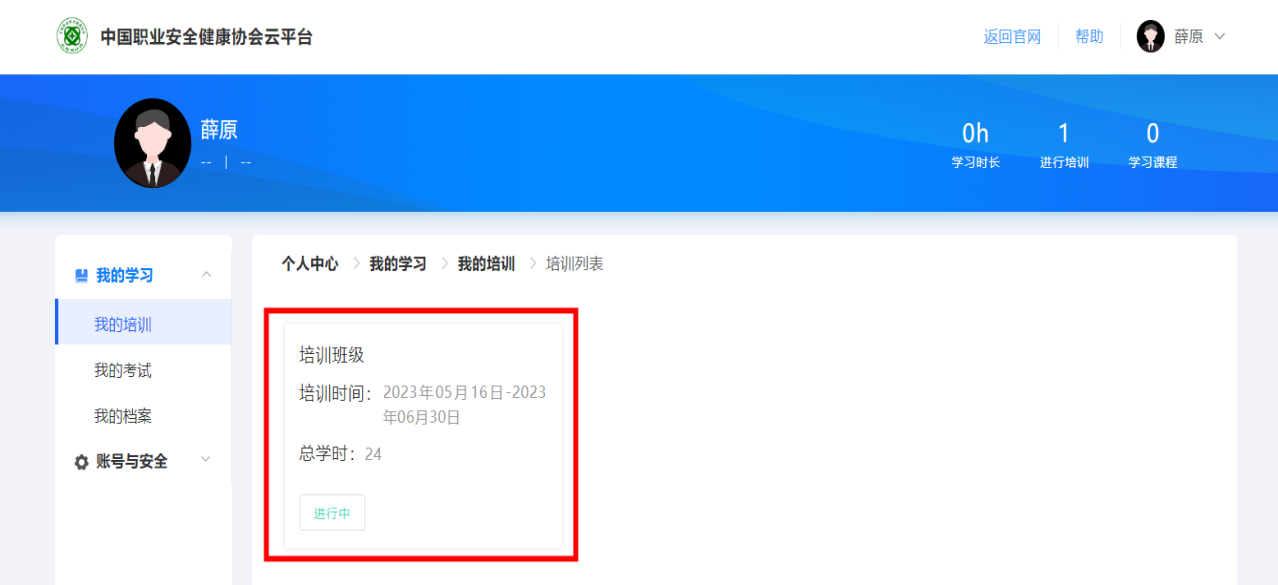 中国职业安全健康协会云平台
返回官网
帮助
薛原
薛原
-- | --
0h
学习时长
1
进行培训
0
学习课程
我的学习
我的培训
我的考试
我的档案
账号与安全
个人中心 > 我的学习 > 我的培训 > 培训列表
培训班级
培训时间：2023年05月16日-2023
年06月30日
总学时：24
进行中